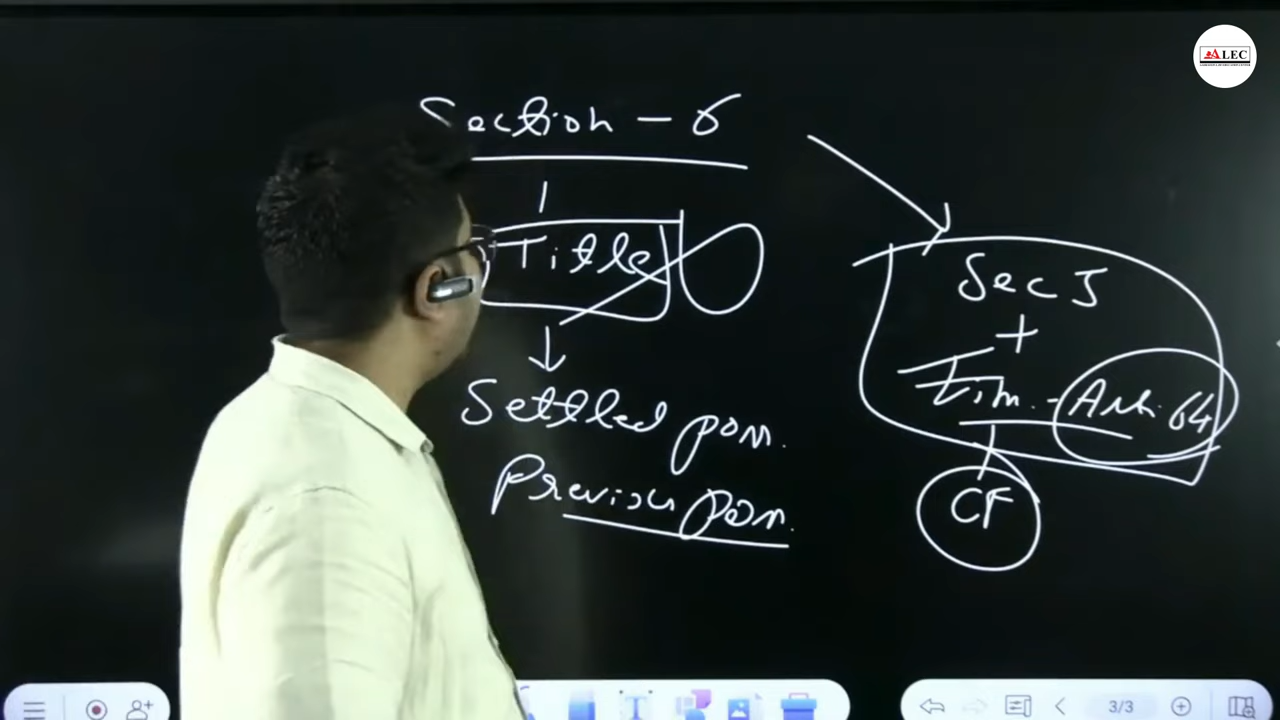 ALEC
Section - 6
Title
Settled posn.
Previous posn.
Sec 5
+
Lim. - Art. 64
CF
3/3